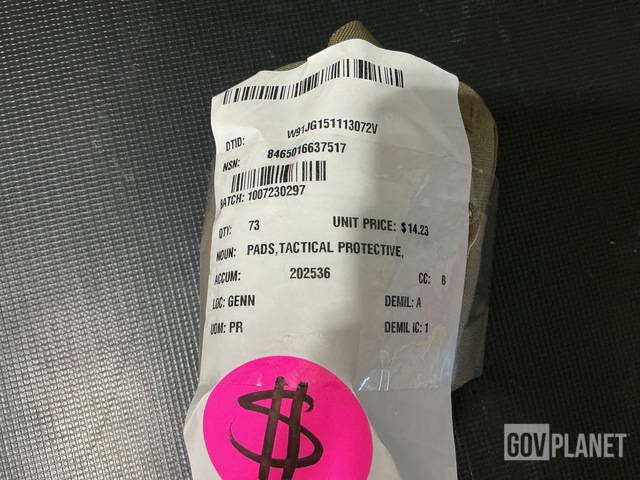 DTID: W91JG151113072V
NSN: 8465016637517
BATCH: 1007230297
QTY: 73 UNIT PRICE: $14.23
NOUN: PADS,TACTICAL PROTECTIVE,
ACCUM: 202536 CC: B
LOC: GENN DEMIL: A
UOM: PR DEMIL IC: 1
$
GOVPLANET